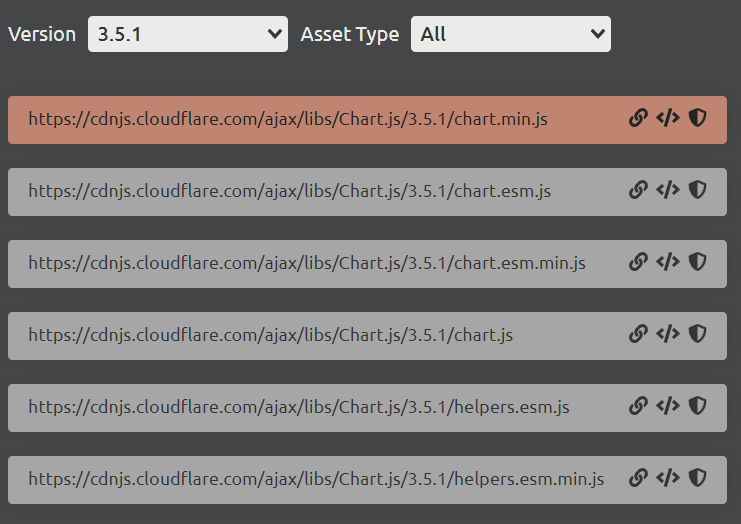 Version 3.5.1 Asset Type All
https://cdnjs.cloudflare.com/ajax/libs/Chart.js/3.5.1/chart.min.js
https://cdnjs.cloudflare.com/ajax/libs/Chart.js/3.5.1/chart.esm.js
https://cdnjs.cloudflare.com/ajax/libs/Chart.js/3.5.1/chart.esm.min.js
https://cdnjs.cloudflare.com/ajax/libs/Chart.js/3.5.1/chart.js
https://cdnjs.cloudflare.com/ajax/libs/Chart.js/3.5.1/helpers.esm.js
https://cdnjs.cloudflare.com/ajax/libs/Chart.js/3.5.1/helpers.esm.min.js